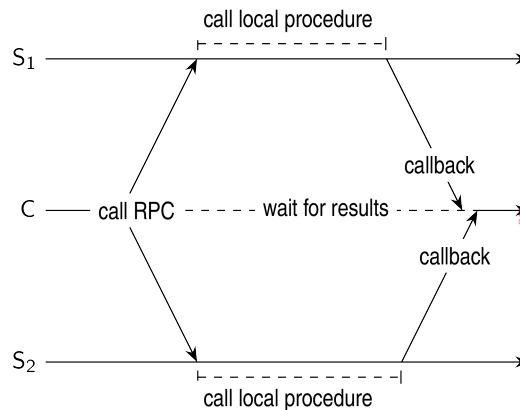 call local procedure
S₁
callback
C call RPC wait for results
callback
S₂
call local procedure